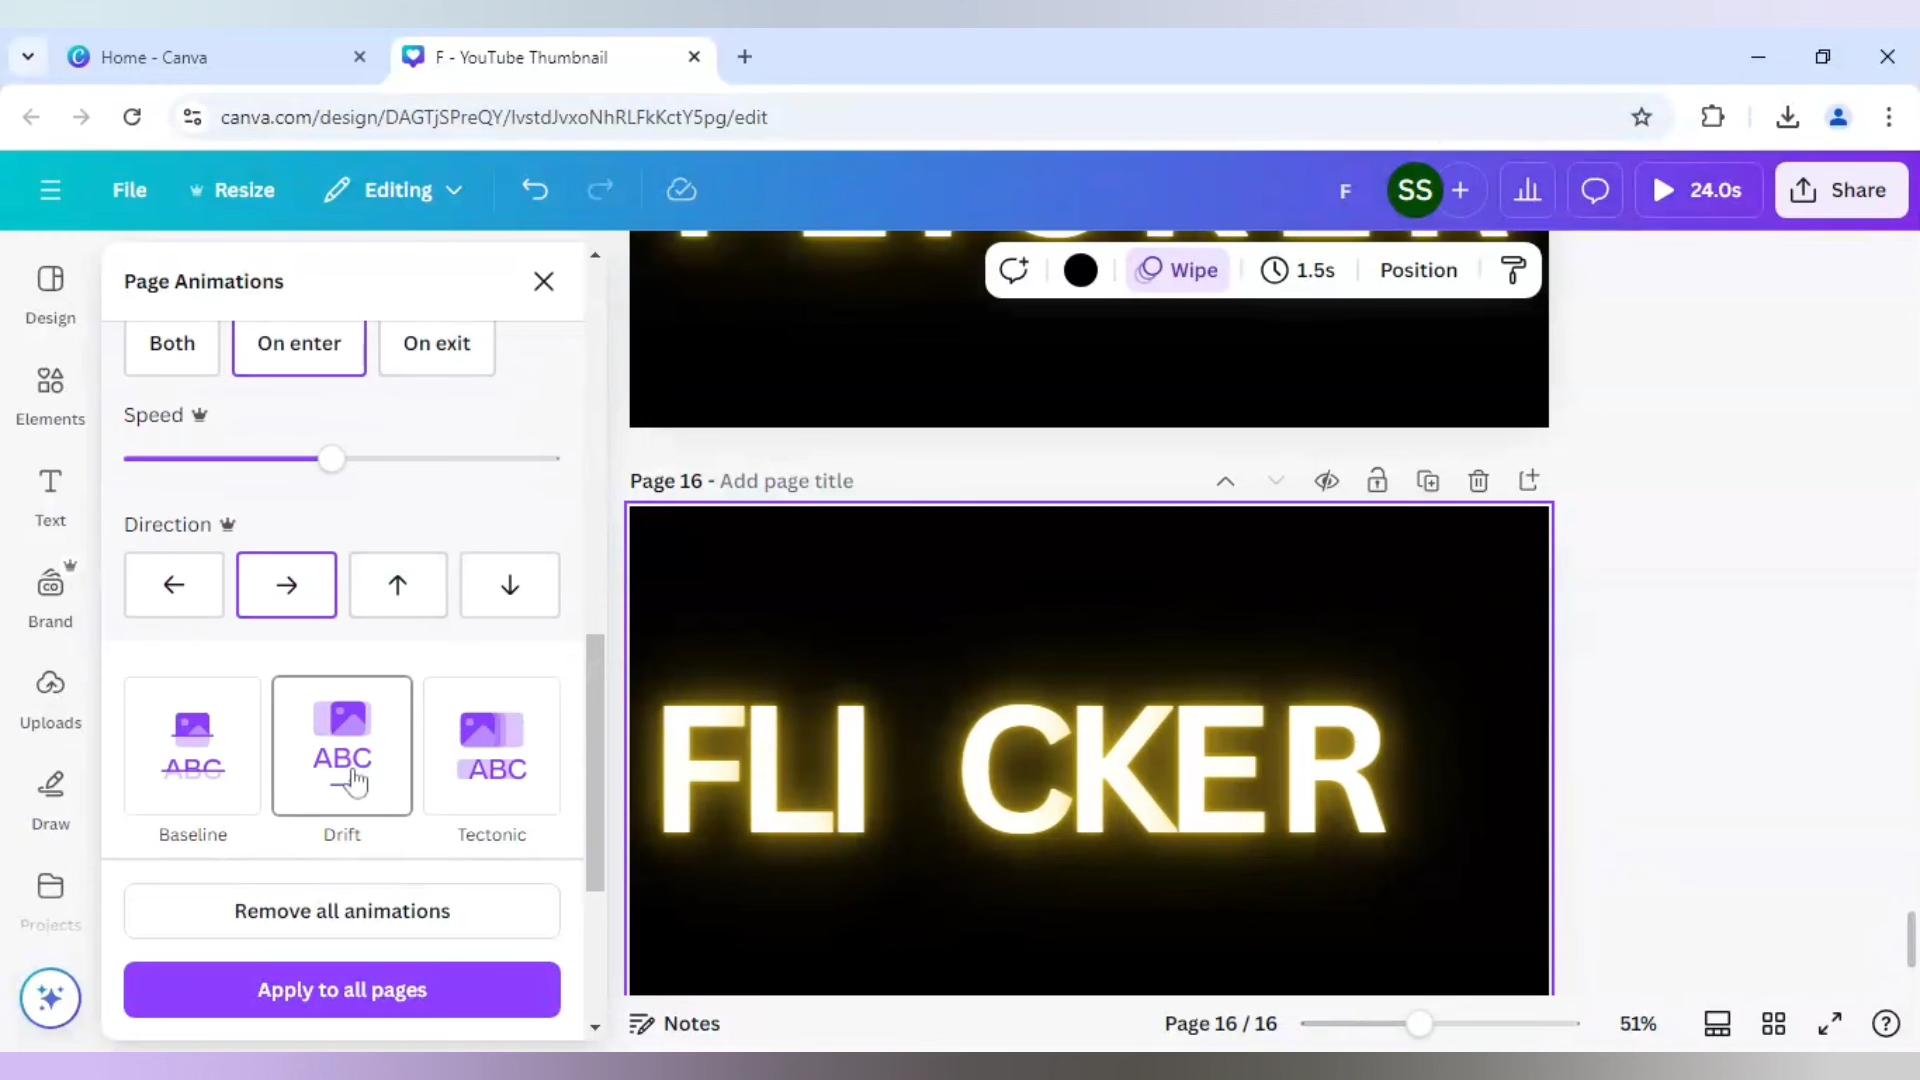 Home - Canva
F - YouTube Thumbnail
canva.com/design/DAGTjSPreQY/IvstdJvxoNhRLFkKctY5pg/edit
File
Resize
Editing
F
SS
24.0s
Share
Design
Elements
Text
Brand
Uploads
Draw
Projects
Page Animations
Both
On enter
On exit
Speed
Direction
ABC
Baseline
ABC
Drift
ABC
Tectonic
Remove all animations
Apply to all pages
Wipe
1.5s
Position
Page 16 - Add page title
FLI CKER
Notes
Page 16 / 16
51%